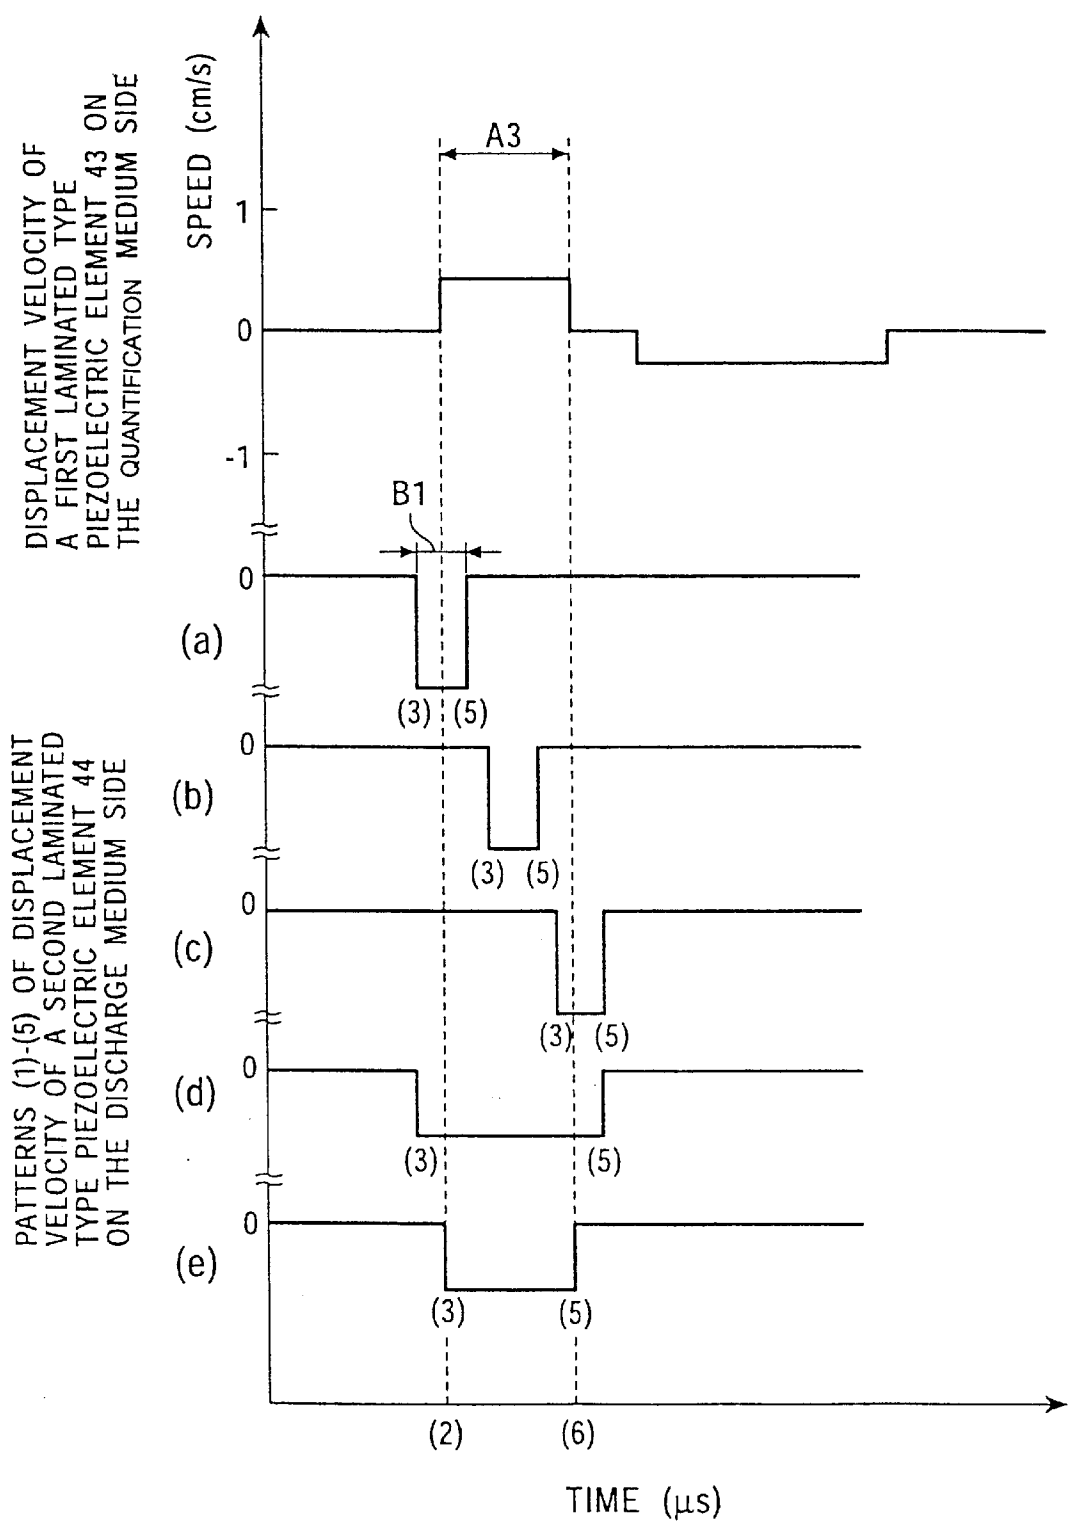 DISPLACEMENT VELOCITY OF
A FIRST LAMINATED TYPE
PIEZOELECTRIC ELEMENT 43 ON
THE QUANTIFICATION MEDIUM SIDE
SPEED (cm/s)
A3
1
0
-1
B1
0
(a)
(3) (5)
PATTERNS (1)-(5) OF DISPLACEMENT
VELOCITY OF A SECOND LAMINATED
TYPE PIEZOELECTRIC ELEMENT 44
ON THE DISCHARGE MEDIUM SIDE
0
(b)
(3) (5)
0
(c)
(3) (5)
0
(d)
(3) (5)
0
(e)
(3) (5)
(2) (6)
TIME (μs)